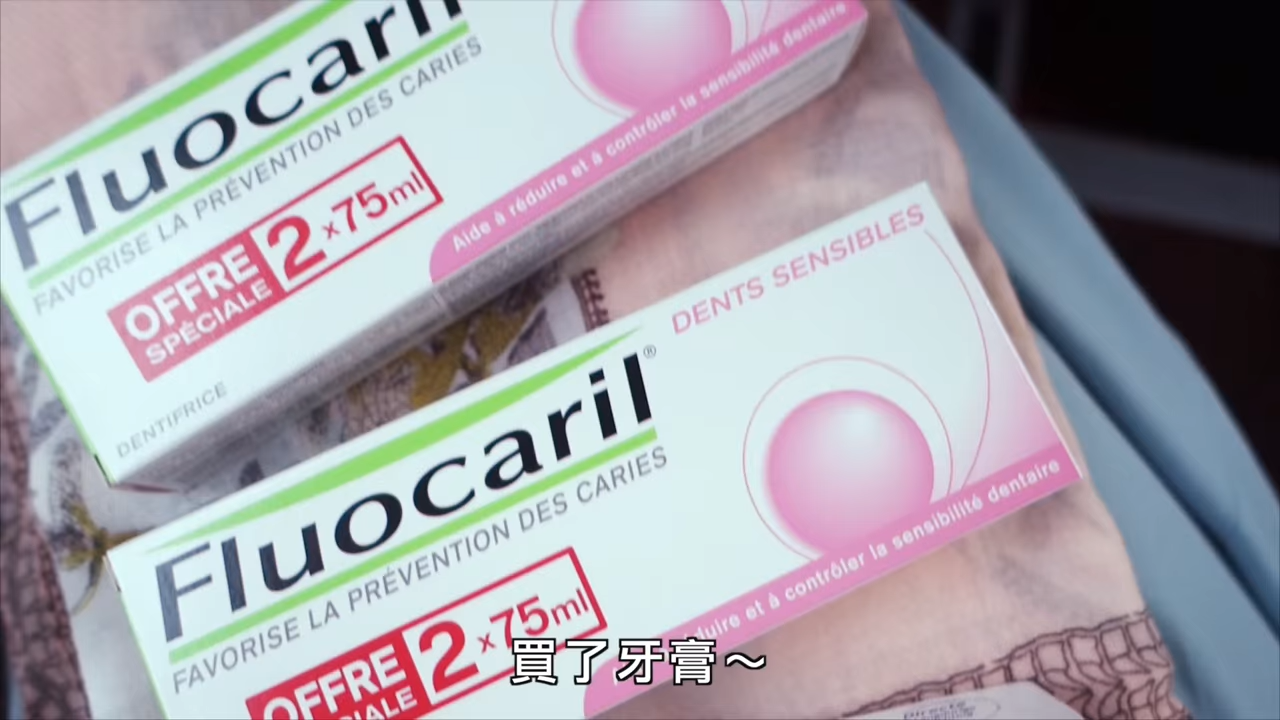 Fluocaril
FAVORISE LA PRÉVENTION DES CARIES
OFFRE
SPÉCIALE
2 x 75ml
Aide à réduire et à contrôler la sensibilité dentaire
DENTIFRICE
DENTS SENSIBLES
Fluocaril®
FAVORISE LA PRÉVENTION DES CARIES
OFFRE
2 x 75ml
et à contrôler la sensibilité dentaire
買了牙膏～